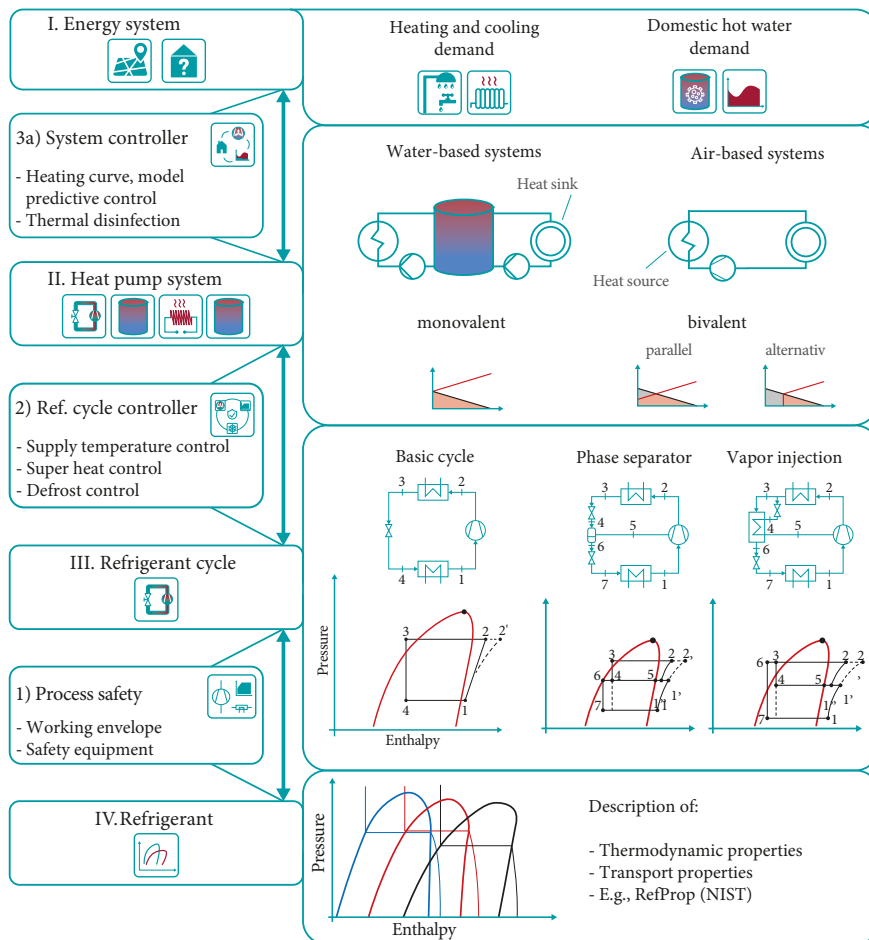 I. Energy system
?
3a) System controller
- Heating curve, model
predictive control
- Thermal disinfection
II. Heat pump system
2) Ref. cycle controller
- Supply temperature control
- Super heat control
- Defrost control
III. Refrigerant cycle
1) Process safety
- Working envelope
- Safety equipment
IV. Refrigerant
Heating and cooling
demand
Domestic hot water
demand
Water-based systems
Air-based systems
Heat sink
Heat source
monovalent
bivalent
parallel
alternativ
Basic cycle
Phase separator
Vapor injection
3 2
4 1
3 2
4 5
6
7 1
3 2
4 5
6
7 1
Pressure
3 2 2'
4 1
Enthalpy
3 2 2,
6 4 5 1'
7 1'' 1
6 3 2 2,
4 5 ,
1'
1''
7 1
Pressure
Enthalpy
Description of:
- Thermodynamic properties
- Transport properties
- E.g., RefProp (NIST)